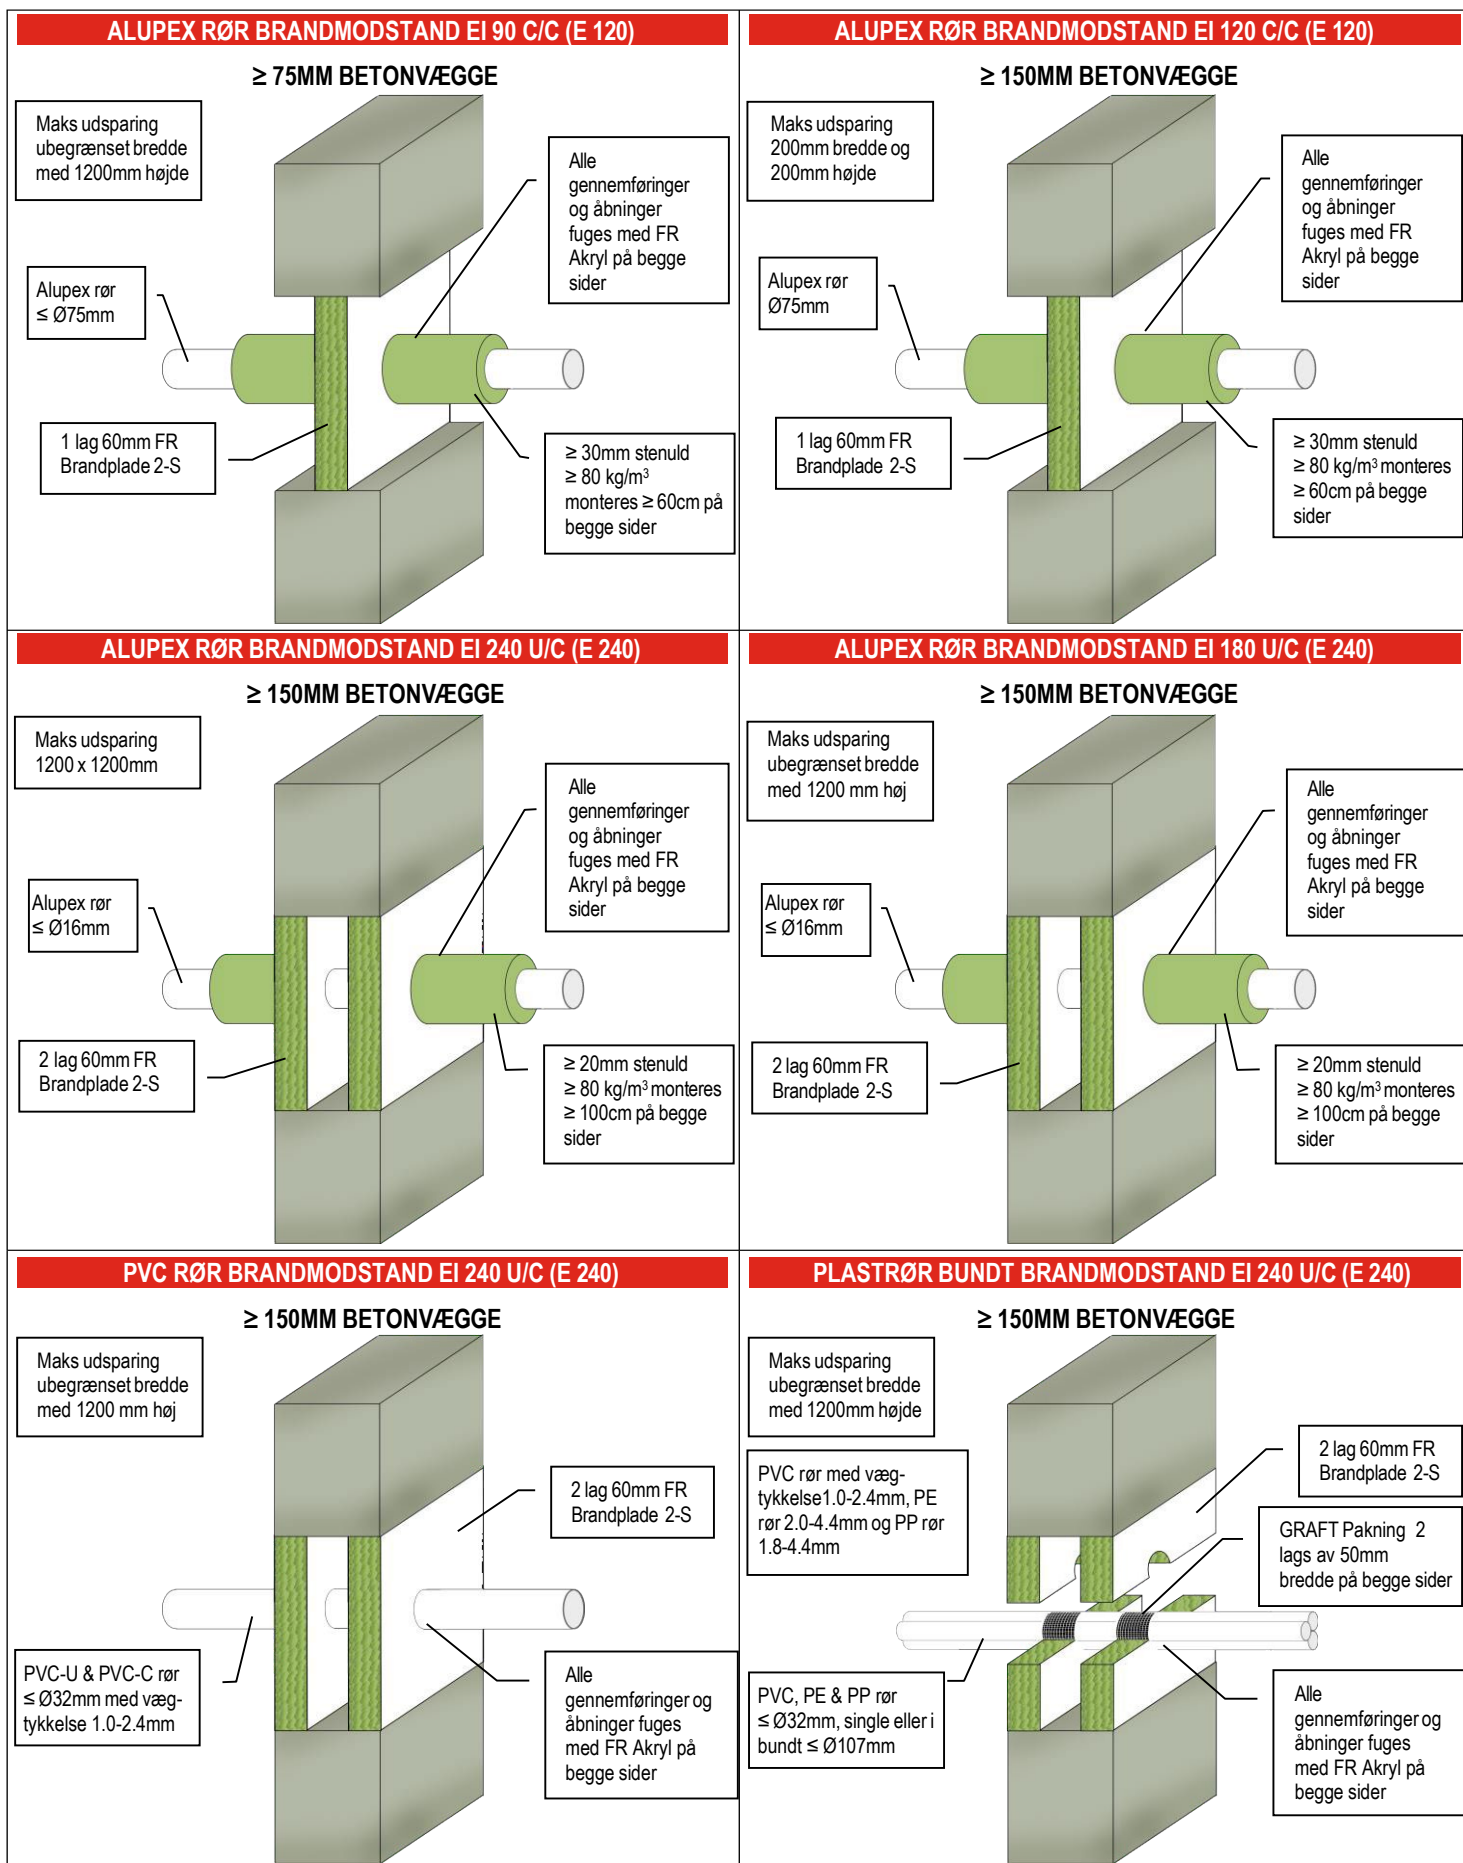 ALUPEX RØR BRANDMODSTAND EI 90 C/C (E 120)
≥ 75MM BETONVÆGGE
Maks udsparing
ubegrænset bredde
med 1200mm højde
Alle
gennemføringer
og åbninger
fuges med FR
Akryl på begge
sider
Alupex rør
≤ Ø75mm
1 lag 60mm FR
Brandplade 2-S
≥ 30mm stenuld
≥ 80 kg/m³
monteres ≥ 60cm på
begge sider
ALUPEX RØR BRANDMODSTAND EI 120 C/C (E 120)
≥ 150MM BETONVÆGGE
Maks udsparing
200mm bredde og
200mm højde
Alle
gennemføringer
og åbninger
fuges med FR
Akryl på begge
sider
Alupex rør
Ø75mm
1 lag 60mm FR
Brandplade 2-S
≥ 30mm stenuld
≥ 80 kg/m³ monteres
≥ 60cm på begge
sider
ALUPEX RØR BRANDMODSTAND EI 240 U/C (E 240)
≥ 150MM BETONVÆGGE
Maks udsparing
1200 x 1200mm
Alle
gennemføringer
og åbninger
fuges med FR
Akryl på begge
sider
Alupex rør
≤ Ø16mm
2 lag 60mm FR
Brandplade 2-S
≥ 20mm stenuld
≥ 80 kg/m³ monteres
≥ 100cm på begge
sider
ALUPEX RØR BRANDMODSTAND EI 180 U/C (E 240)
≥ 150MM BETONVÆGGE
Maks udsparing
ubegrænset bredde
med 1200 mm høj
Alle
gennemføringer
og åbninger
fuges med FR
Akryl på begge
sider
Alupex rør
≤ Ø16mm
2 lag 60mm FR
Brandplade 2-S
≥ 20mm stenuld
≥ 80 kg/m³ monteres
≥ 100cm på begge
sider
PVC RØR BRANDMODSTAND EI 240 U/C (E 240)
≥ 150MM BETONVÆGGE
Maks udsparing
ubegrænset bredde
med 1200 mm høj
2 lag 60mm FR
Brandplade 2-S
PVC-U & PVC-C rør
≤ Ø32mm med væg-
tykkelse 1.0-2.4mm
Alle
gennemføringer og
åbninger fuges
med FR Akryl på
begge sider
PLASTRØR BUNDT BRANDMODSTAND EI 240 U/C (E 240)
≥ 150MM BETONVÆGGE
Maks udsparing
ubegrænset bredde
med 1200mm højde
PVC rør med væg-
tykkelse1.0-2.4mm, PE
rør 2.0-4.4mm og PP rør
1.8-4.4mm
2 lag 60mm FR
Brandplade 2-S
GRAFT Pakning 2
lags av 50mm
bredde på begge sider
PVC, PE & PP rør
≤ Ø32mm, single eller i
bundt ≤ Ø107mm
Alle
gennemføringer og
åbninger fuges
med FR Akryl på
begge sider